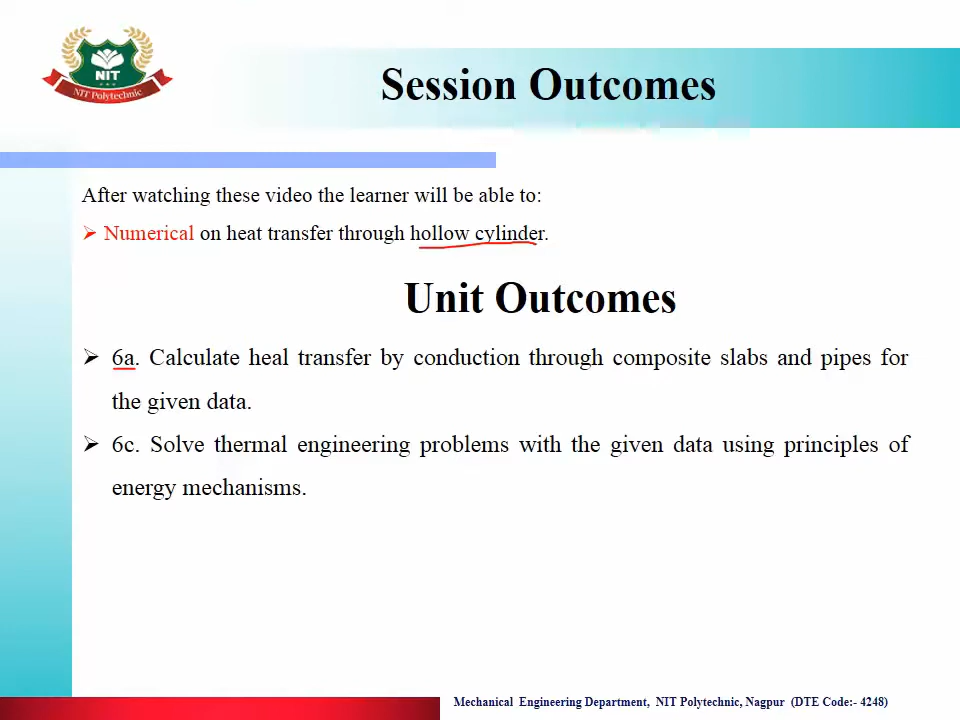 NIT
NIT Polytechnic
Session Outcomes
After watching these video the learner will be able to:
➢ Numerical on heat transfer through hollow cylinder.
Unit Outcomes
➢ 6a. Calculate heal transfer by conduction through composite slabs and pipes for
the given data.
➢ 6c. Solve thermal engineering problems with the given data using principles of
energy mechanisms.
Mechanical Engineering Department, NIT Polytechnic, Nagpur (DTE Code:- 4248)